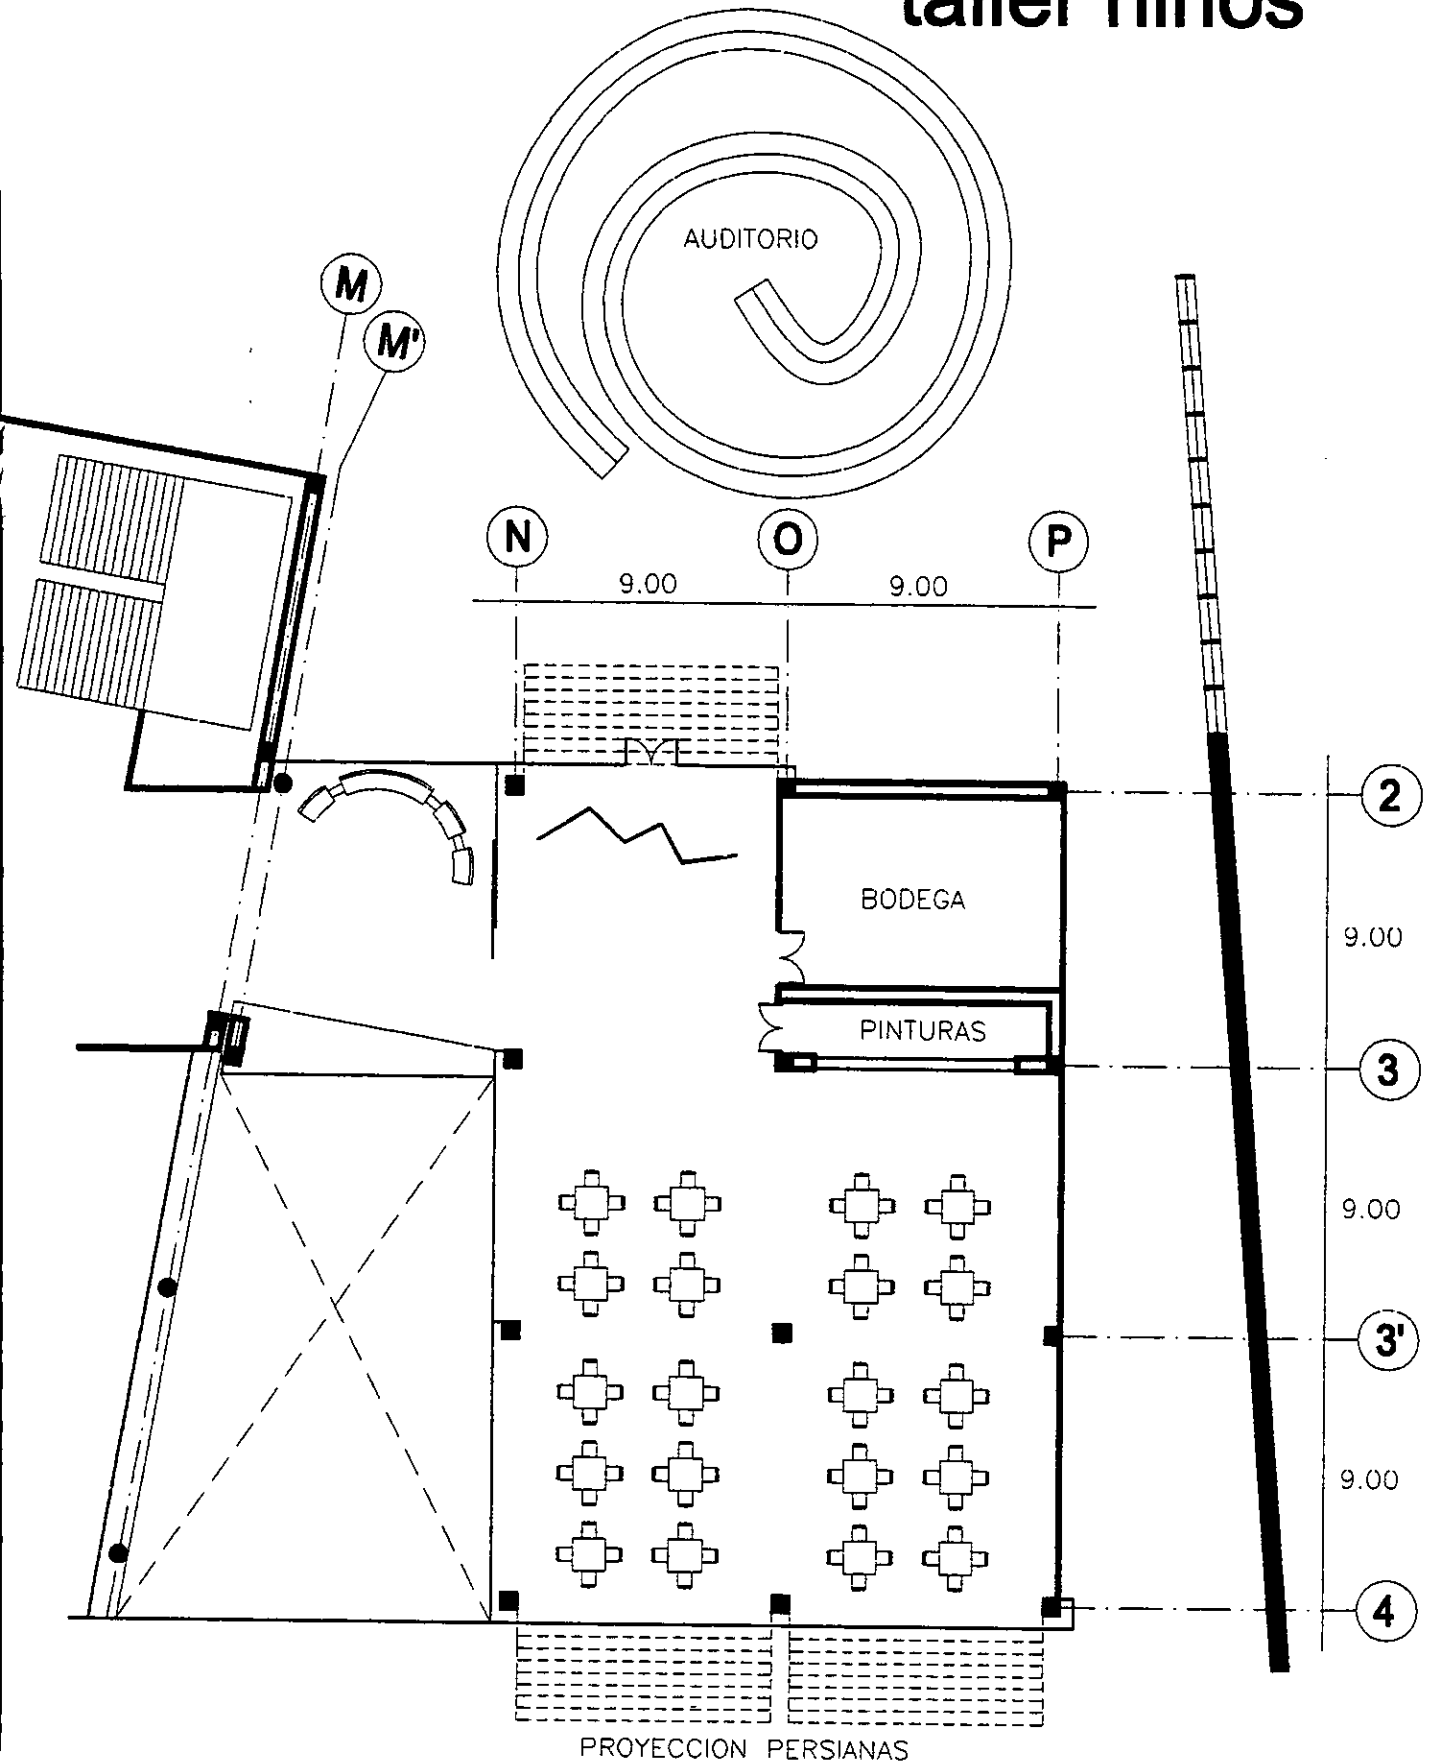 taller niños
AUDITORIO
M
M'
N
O
P
9.00
9.00
2
BODEGA
9.00
PINTURAS
3
9.00
3'
9.00
4
PROYECCION PERSIANAS